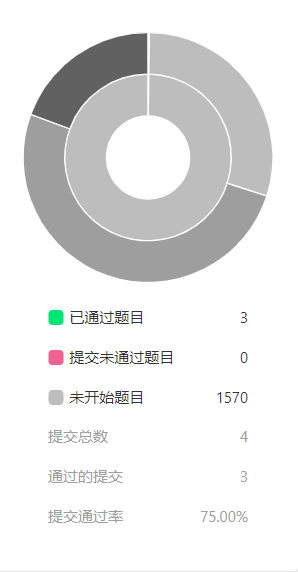 已通过题目 3
提交未通过题目 0
未开始题目 1570
提交总数 4
通过的提交 3
提交通过率 75.00%